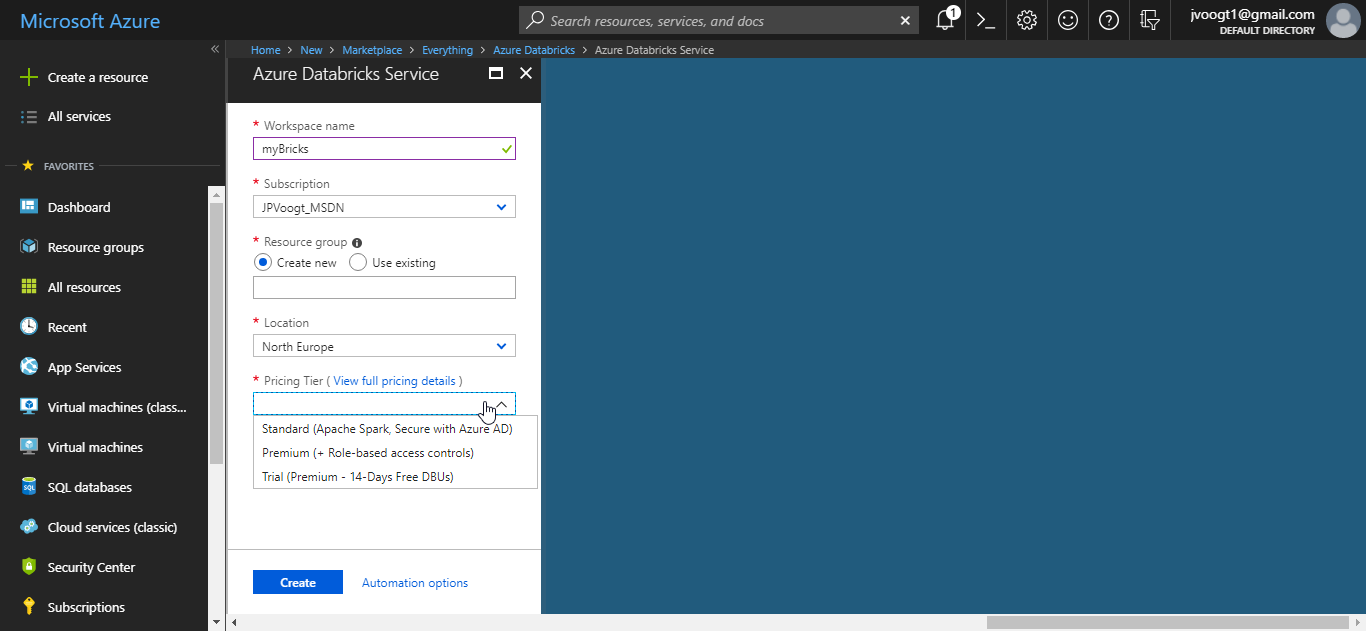 Microsoft Azure
Search resources, services, and docs
1
jvoogt1@gmail.com
DEFAULT DIRECTORY
Home > New > Marketplace > Everything > Azure Databricks > Azure Databricks Service
Create a resource
All services
FAVORITES
Dashboard
Resource groups
All resources
Recent
App Services
Virtual machines (class...
Virtual machines
SQL databases
Cloud services (classic)
Security Center
Subscriptions
Azure Databricks Service
* Workspace name
myBricks
* Subscription
JPVoogt_MSDN
* Resource group
Create new Use existing
* Location
North Europe
* Pricing Tier ( View full pricing details )
Standard (Apache Spark, Secure with Azure AD)
Premium (+ Role-based access controls)
Trial (Premium - 14-Days Free DBUs)
Create Automation options